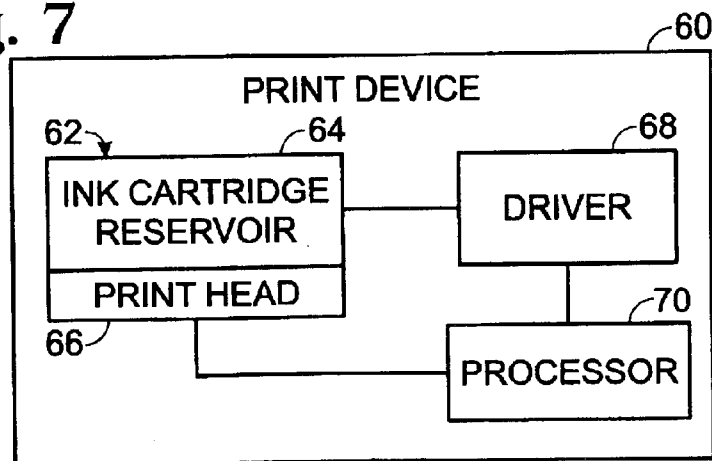 7
60
PRINT DEVICE
62
64
68
INK CARTRIDGE
RESERVOIR
DRIVER
PRINT HEAD
66
70
PROCESSOR